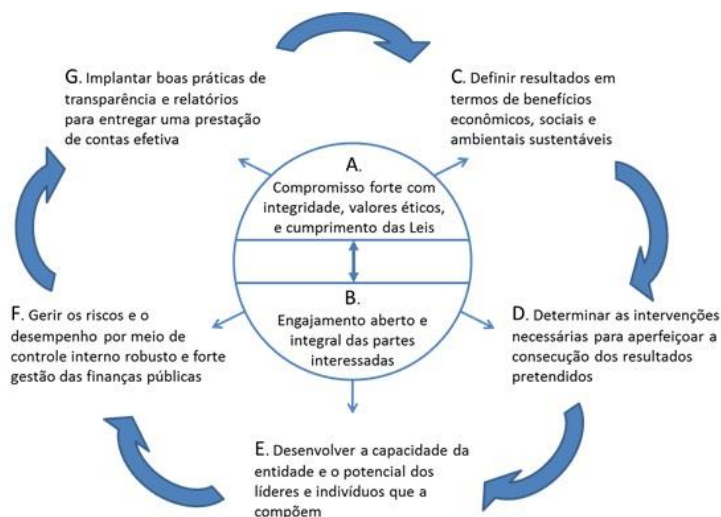 G. Implantar boas práticas de
transparência e relatórios
para entregar uma prestação
de contas efetiva
C. Definir resultados em
termos de benefícios
econômicos, sociais e
ambientais sustentáveis
A.
Compromisso forte com
integridade, valores éticos,
e cumprimento das Leis
B.
Engajamento aberto e
integral das partes
interessadas
F. Gerir os riscos e o
desempenho por meio de
controle interno robusto e forte
gestão das finanças públicas
D. Determinar as intervenções
necessárias para aperfeiçoar a
consecução dos resultados
pretendidos
E. Desenvolver a capacidade da
entidade e o potencial dos
líderes e indivíduos que a
compõem